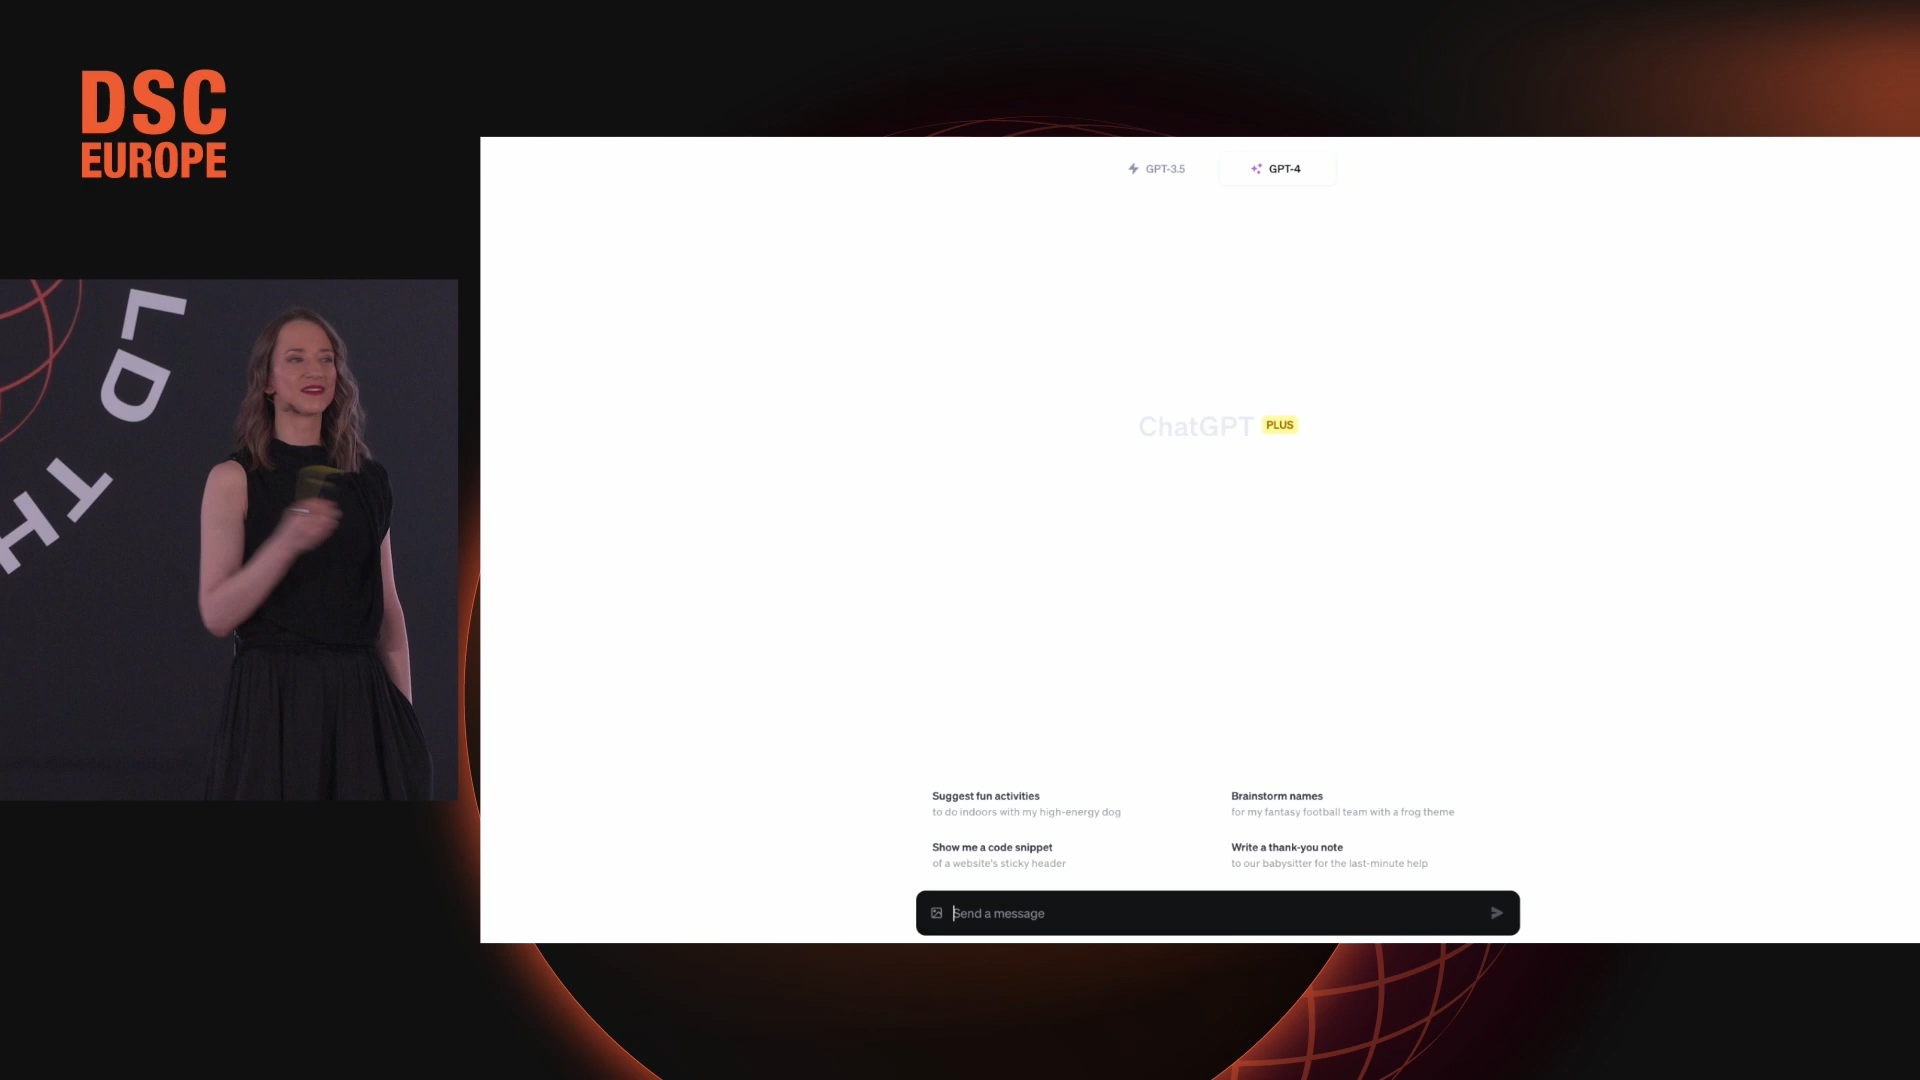 DSC
EUROPE
LD TH
GPT-3.5
GPT-4
ChatGPT PLUS
Suggest fun activities
to do indoors with my high-energy dog
Brainstorm names
for my fantasy football team with a frog theme
Show me a code snippet
of a website's sticky header
Write a thank-you note
to our babysitter for the last-minute help
Send a message